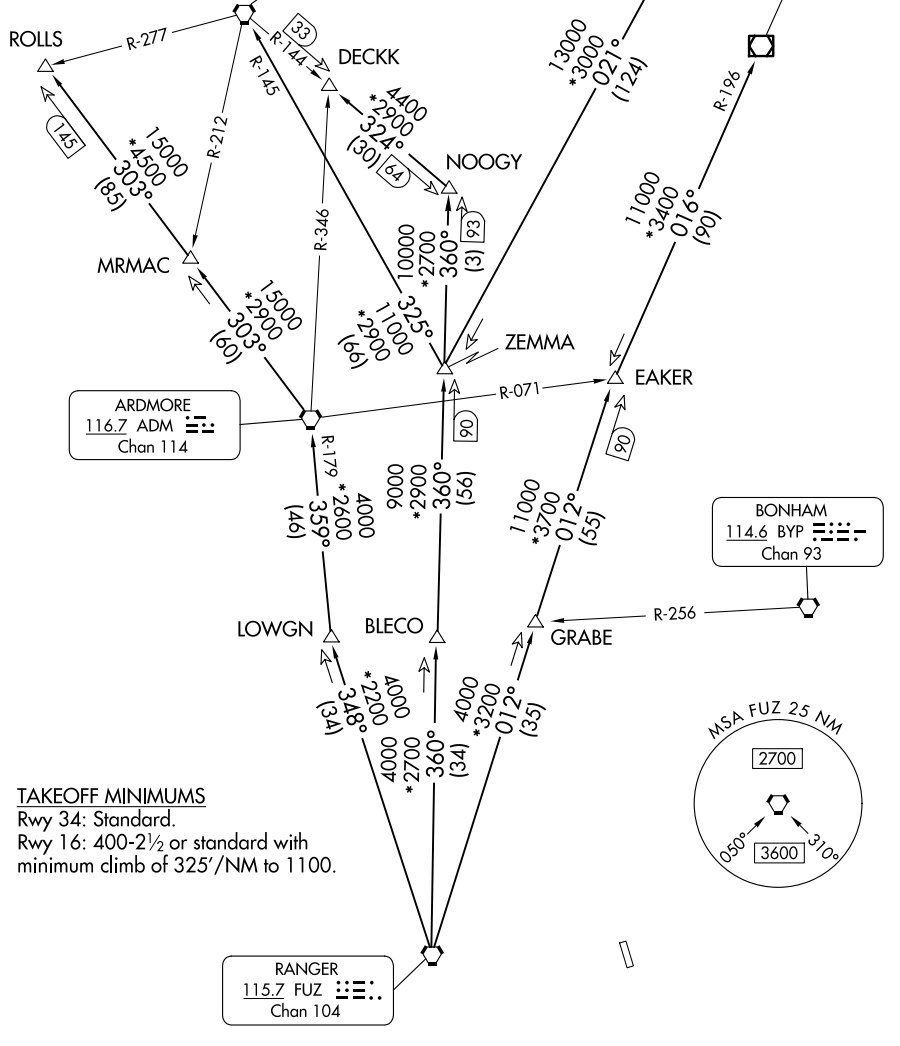 ROLLS
R-277
33
R-144
DECKK
R-145
13000
*3000
021°
(124)
R-196
4400
*2900
324°
(30)
64
NOOGY
145
15000
*4500
303°
(85)
R-212
R-346
93
10000
*2700
360°
(3)
11000
*3400
016°
(90)
MRMAC
15000
*2900
303°
(60)
325°
11000
*2900
(66)
ZEMMA
EAKER
R-071
ARDMORE
116.7 ADM
Chan 114
90
90
R-179
4000
*2600
359°
(46)
9000
*2900
360°
(56)
11000
*3700
012°
(55)
BONHAM
114.6 BYP
Chan 93
R-256
LOWGN
BLECO
GRABE
4000
*2200
348°
(34)
4000
*2700
360°
(34)
4000
*3200
012°
(35)
MSA FUZ 25 NM
2700
050°
310°
3600
TAKEOFF MINIMUMS
Rwy 34: Standard.
Rwy 16: 400-2½ or standard with
minimum climb of 325'/NM to 1100.
RANGER
115.7 FUZ
Chan 104